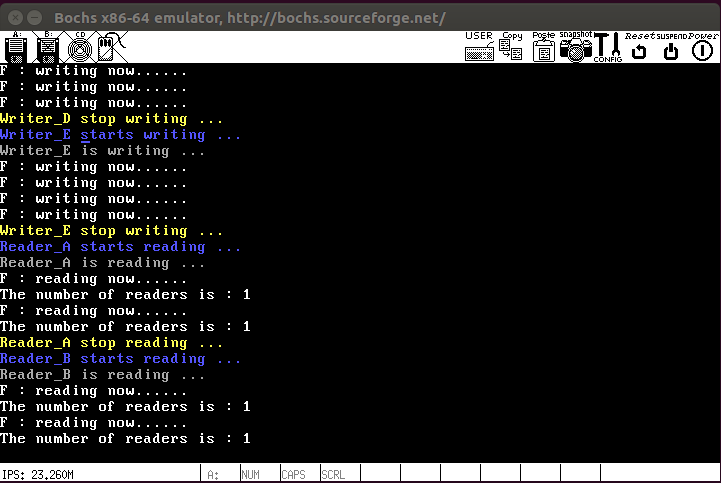 Bochs x86-64 emulator, http://bochs.sourceforge.net/
A: B: CD USER Copy Paste Snapshot CONFIG Reset SUSPEND Power
F : writing now......
F : writing now......
F : writing now......
Writer_D stop writing ...
Writer_E starts writing ...
Writer_E is writing ...
F : writing now......
F : writing now......
F : writing now......
F : writing now......
Writer_E stop writing ...
Reader_A starts reading ...
Reader_A is reading ...
F : reading now......
The number of readers is : 1
F : reading now......
The number of readers is : 1
Reader_A stop reading ...
Reader_B starts reading ...
Reader_B is reading ...
F : reading now......
The number of readers is : 1
F : reading now......
The number of readers is : 1
IPS: 23.260M A: NUM CAPS SCRL